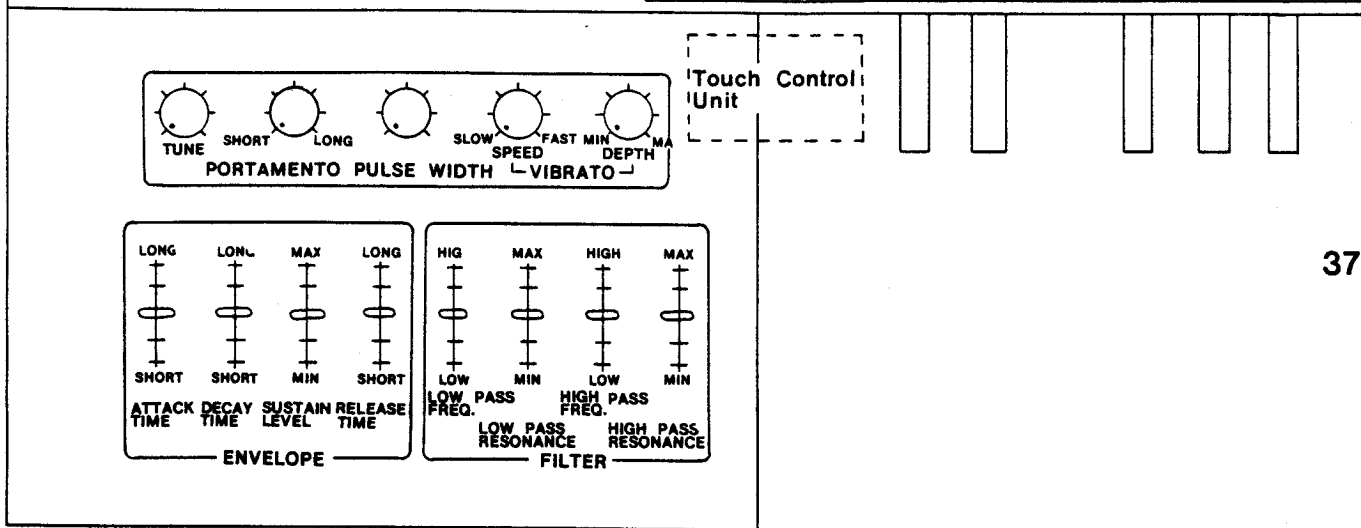 Touch Control
Unit
TUNE
SHORT LONG
SLOW FAST MIN MA
SPEED DEPTH
PORTAMENTO PULSE WIDTH VIBRATO
LONG LON MAX LONG
SHORT SHORT MIN SHORT
ATTACK DECAY SUSTAIN RELEASE
TIME TIME LEVEL TIME
ENVELOPE
HIG MAX HIGH MAX
LOW MIN LOW MIN
LOW PASS HIGH PASS
FREQ. FREQ.
LOW PASS HIGH PASS
RESONANCE RESONANCE
FILTER
37